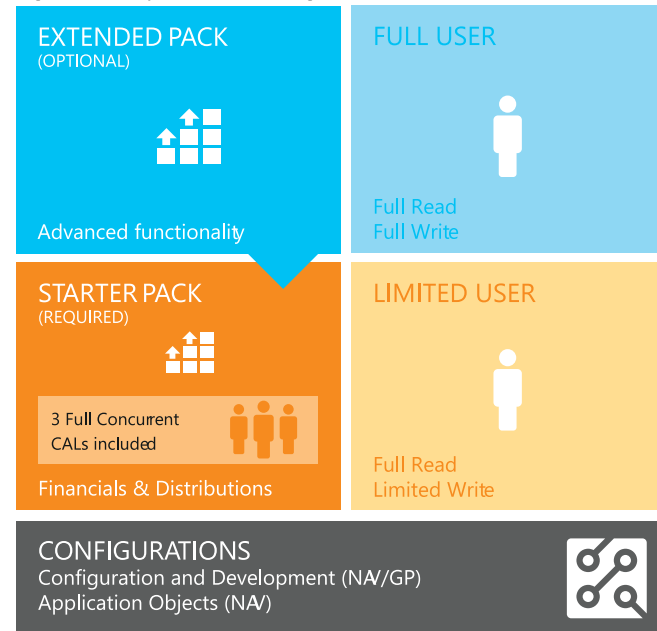 EXTENDED PACK
(OPTIONAL)
Advanced functionality
FULL USER
Full Read
Full Write
STARTER PACK
(REQUIRED)
3 Full Concurrent
CALs included
Financials & Distributions
LIMITED USER
Full Read
Limited Write
CONFIGURATIONS
Configuration and Development (NAV/GP)
Application Objects (NAV)